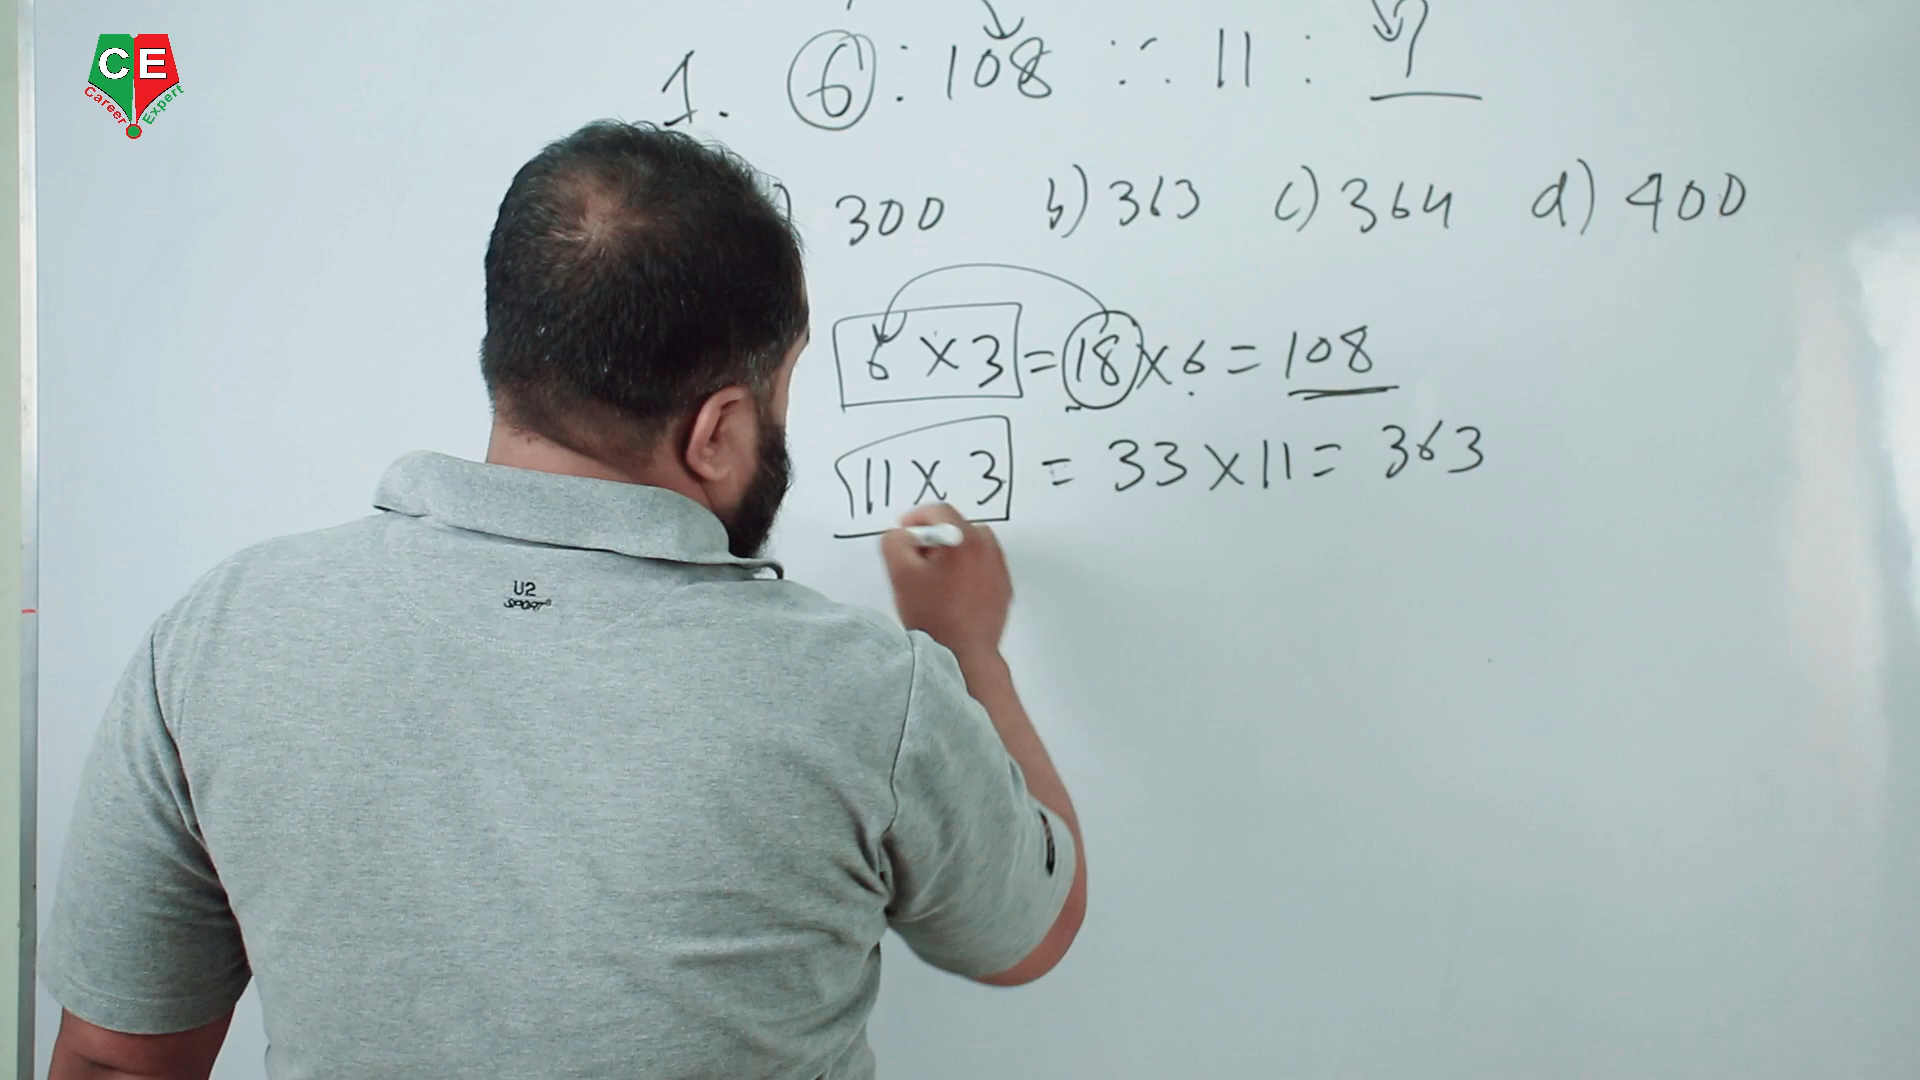 CE
Career Expert
1. 6 : 108 :: 11 : ?
) 300 b) 363 c) 364 d) 400
6 x 3 = 18 x 6 = 108
11 x 3 = 33 x 11 = 363
U2